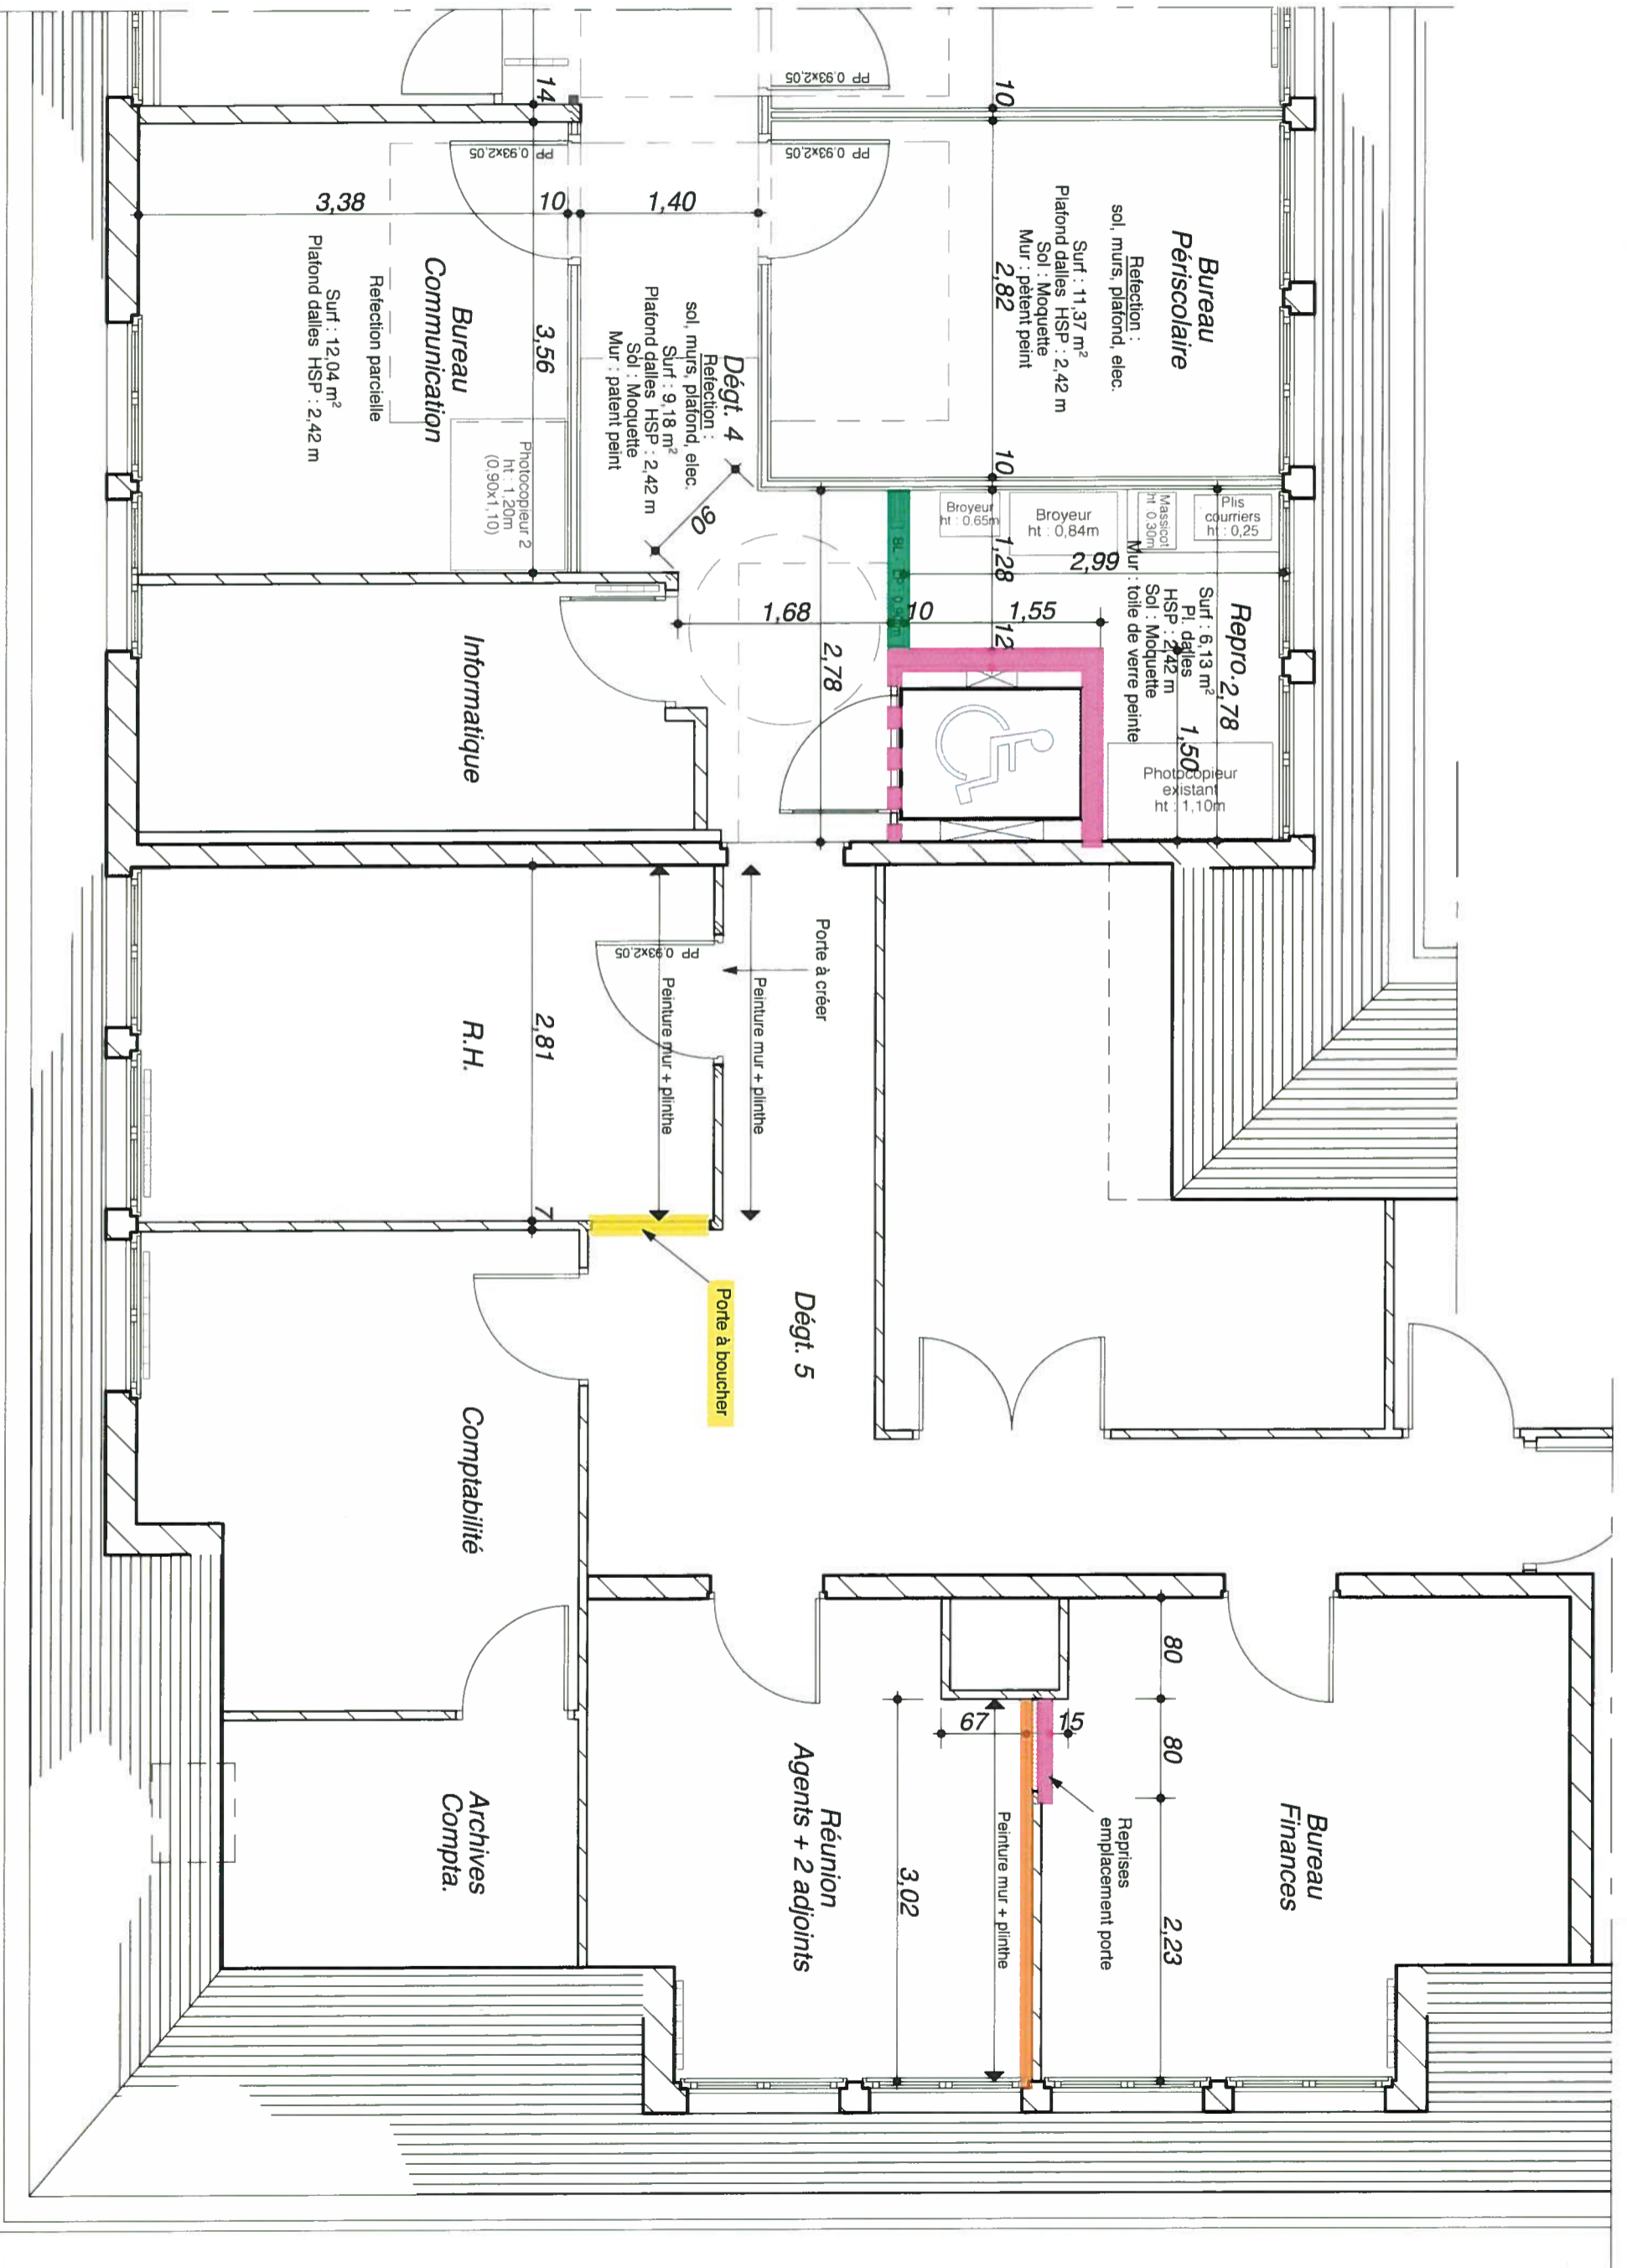 PP 0,93x2,05
14
10
PP 0,93x2,05
PP 0,93x2,05
3,38
10
1,40
Bureau
Périscolaire
Refection :
sol, murs, plafond, elec.
Surf : 11,37 m²
Plafond dalles HSP : 2,42 m
Sol : Moquette
Mur : pêtent peint
2,82
10
Bureau
Communication
Refection parcielle
Surf : 12,04 m²
Plafond dalles HSP : 2,42 m
3,56
Photocopieur 2
ht : 1,20m
(0,90x1,10)
Dégt. 4
Refection :
sol, murs, plafond, elec.
Surf : 9,18 m²
Plafond dalles HSP : 2,42 m
Sol : Moquette
Mur : patent peint
90
Broyeur
ht : 0.65m
Broyeur
ht : 0,84m
Massicot
ht 0.30m
Plis
courriers
ht : 0,25
1,28
2,99
1,68
10
1,55
12
2,78
Repro.
Surf : 6,13 m²
Pl. dalles
HSP : 2,42 m
Sol : Moquette
Mur : toile de verre peinte
2,78
1,50
Photocopieur
existant
ht : 1,10m
Informatique
Porte à créer
PP 0,93x2,05
Peinture mur + plinthe
Peinture mur + plinthe
R.H.
2,81
7
Porte à boucher
Dégt. 5
Comptabilité
Archives
Compta.
Réunion
Agents + 2 adjoints
3,02
67
15
Peinture mur + plinthe
Reprises
emplacement porte
80
80
2,23
Bureau
Finances